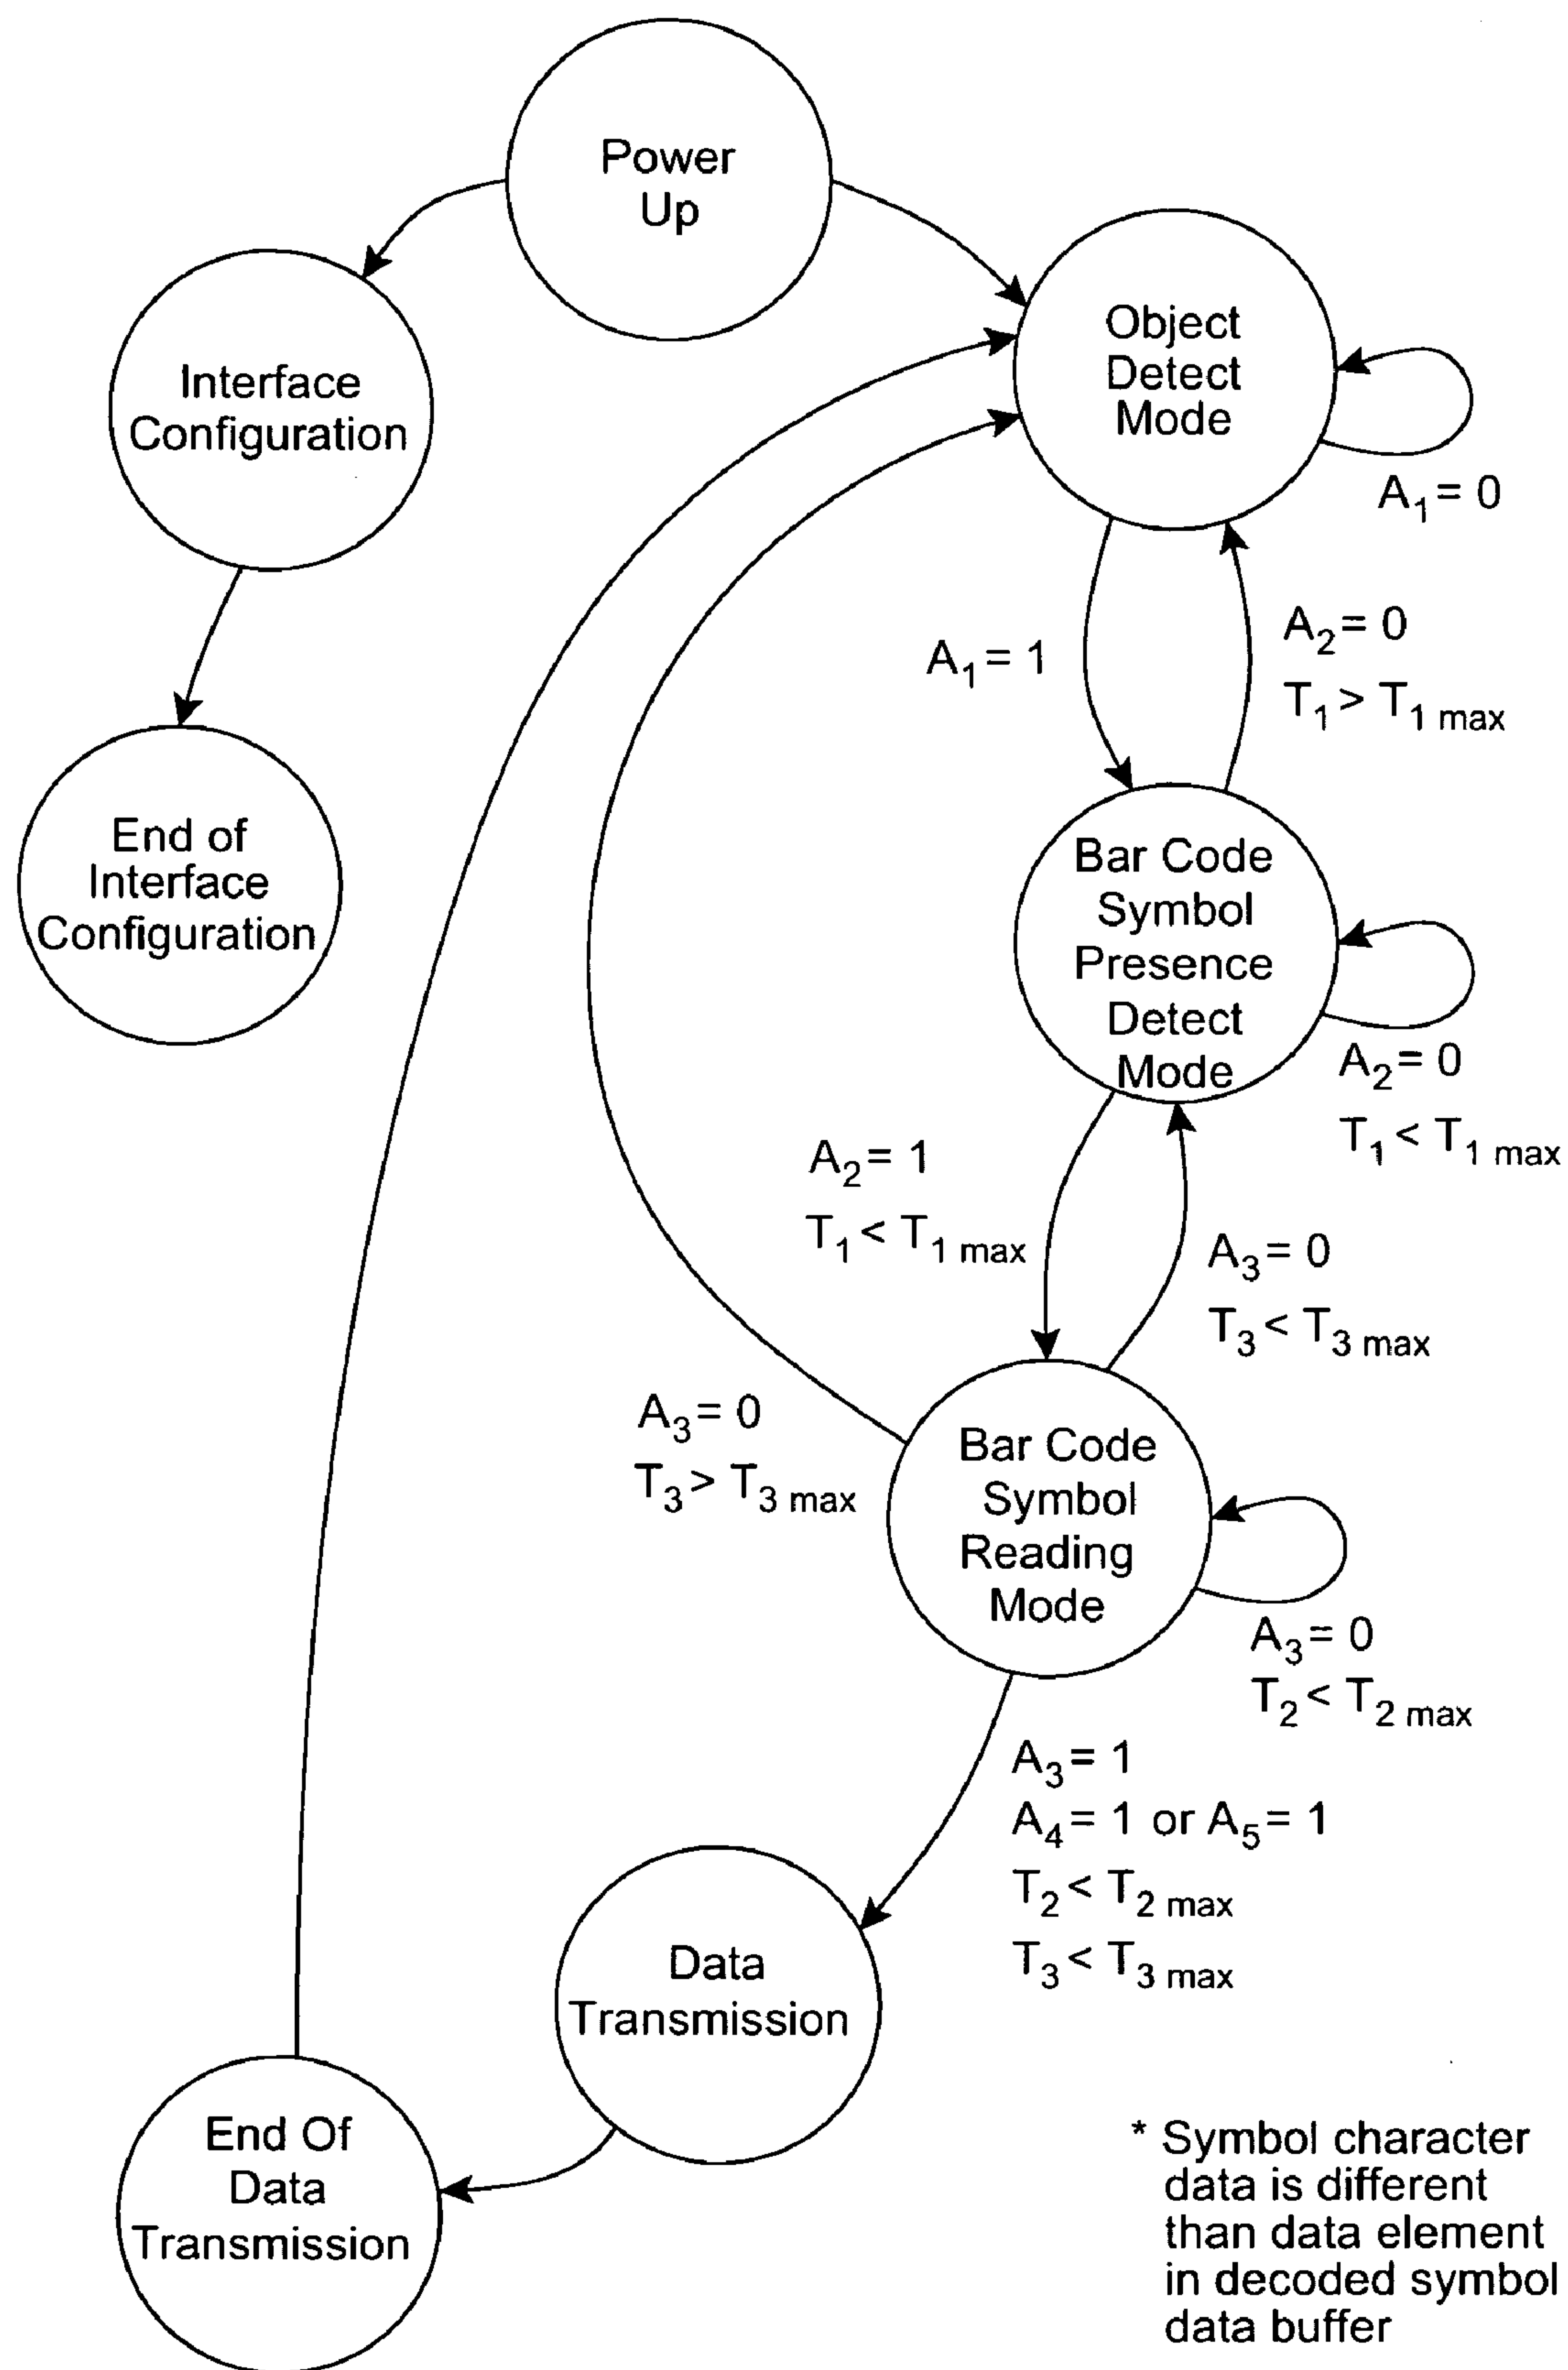 Power
Up
Interface
Configuration
Object
Detect
Mode
A₁ = 0
A₁ = 1
A₂ = 0
T₁ > T₁ max
End of
Interface
Configuration
Bar Code
Symbol
Presence
Detect
Mode
A₂ = 0
T₁ < T₁ max
A₂ = 1
T₁ < T₁ max
A₃ = 0
T₃ < T₃ max
A₃ = 0
T₃ > T₃ max
Bar Code
Symbol
Reading
Mode
A₃ = 0
T₂ < T₂ max
A₃ = 1
A₄ = 1 or A₅ = 1
T₂ < T₂ max
T₃ < T₃ max
Data
Transmission
End Of
Data
Transmission
* Symbol character
data is different
than data element
in decoded symbol
data buffer